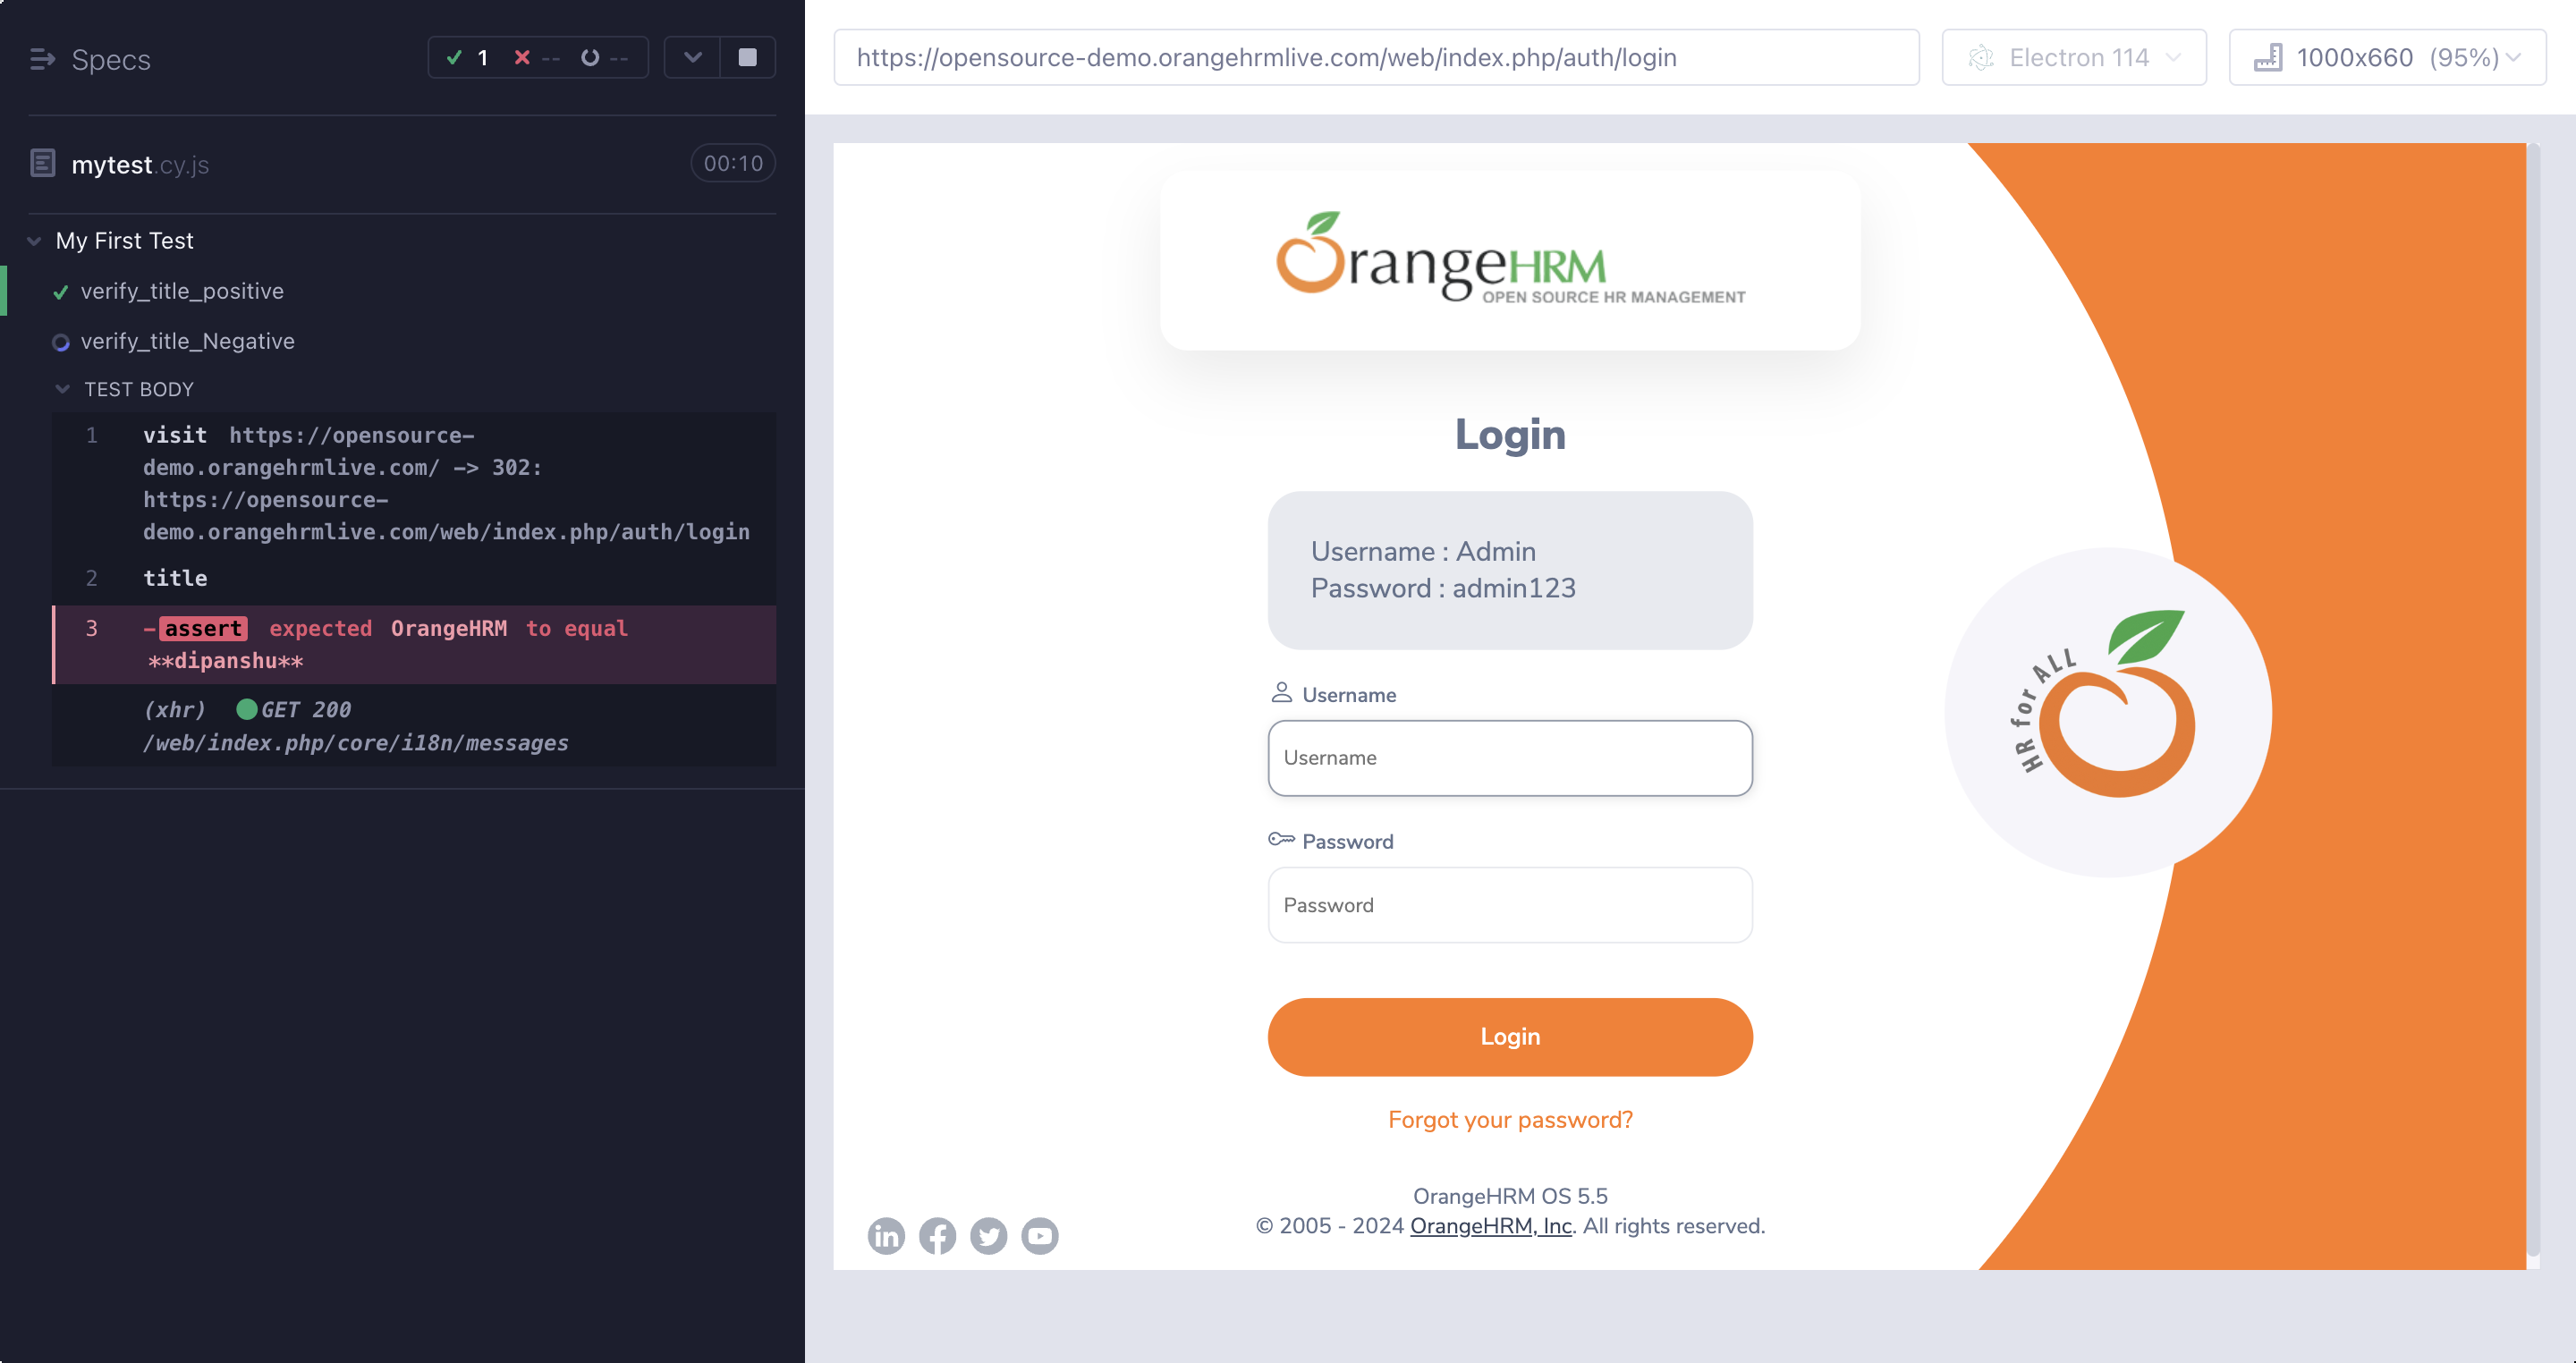 Specs
1 -- --
mytest.cy.js
00:10
My First Test
verify_title_positive
verify_title_Negative
TEST BODY
1 visit https://opensource-
demo.orangehrmlive.com/ -> 302:
https://opensource-
demo.orangehrmlive.com/web/index.php/auth/login
2 title
3 -assert expected OrangeHRM to equal
**dipanshu**
(xhr) GET 200
/web/index.php/core/i18n/messages
https://opensource-demo.orangehrmlive.com/web/index.php/auth/login
Electron 114
1000x660 (95%)
OrangeHRM
OPEN SOURCE HR MANAGEMENT
Login
Username : Admin
Password : admin123
Username
Username
Password
Password
Login
Forgot your password?
OrangeHRM OS 5.5
© 2005 - 2024 OrangeHRM, Inc. All rights reserved.
in
HR for ALL